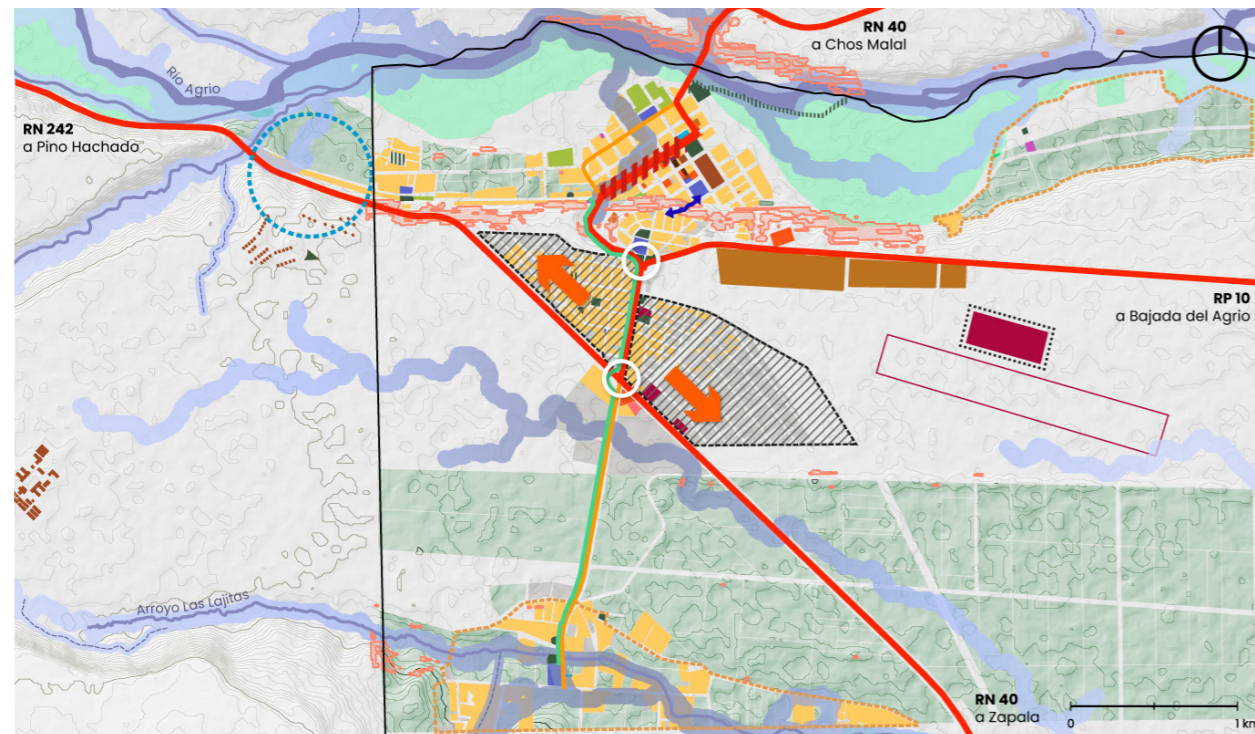 RN 40
a Chos Malal
Río Agrio
RN 242
a Pino Hachado
RP 10
a Bajada del Agrio
Arroyo Las Lajitas
RN 40
a Zapala
0
1 km